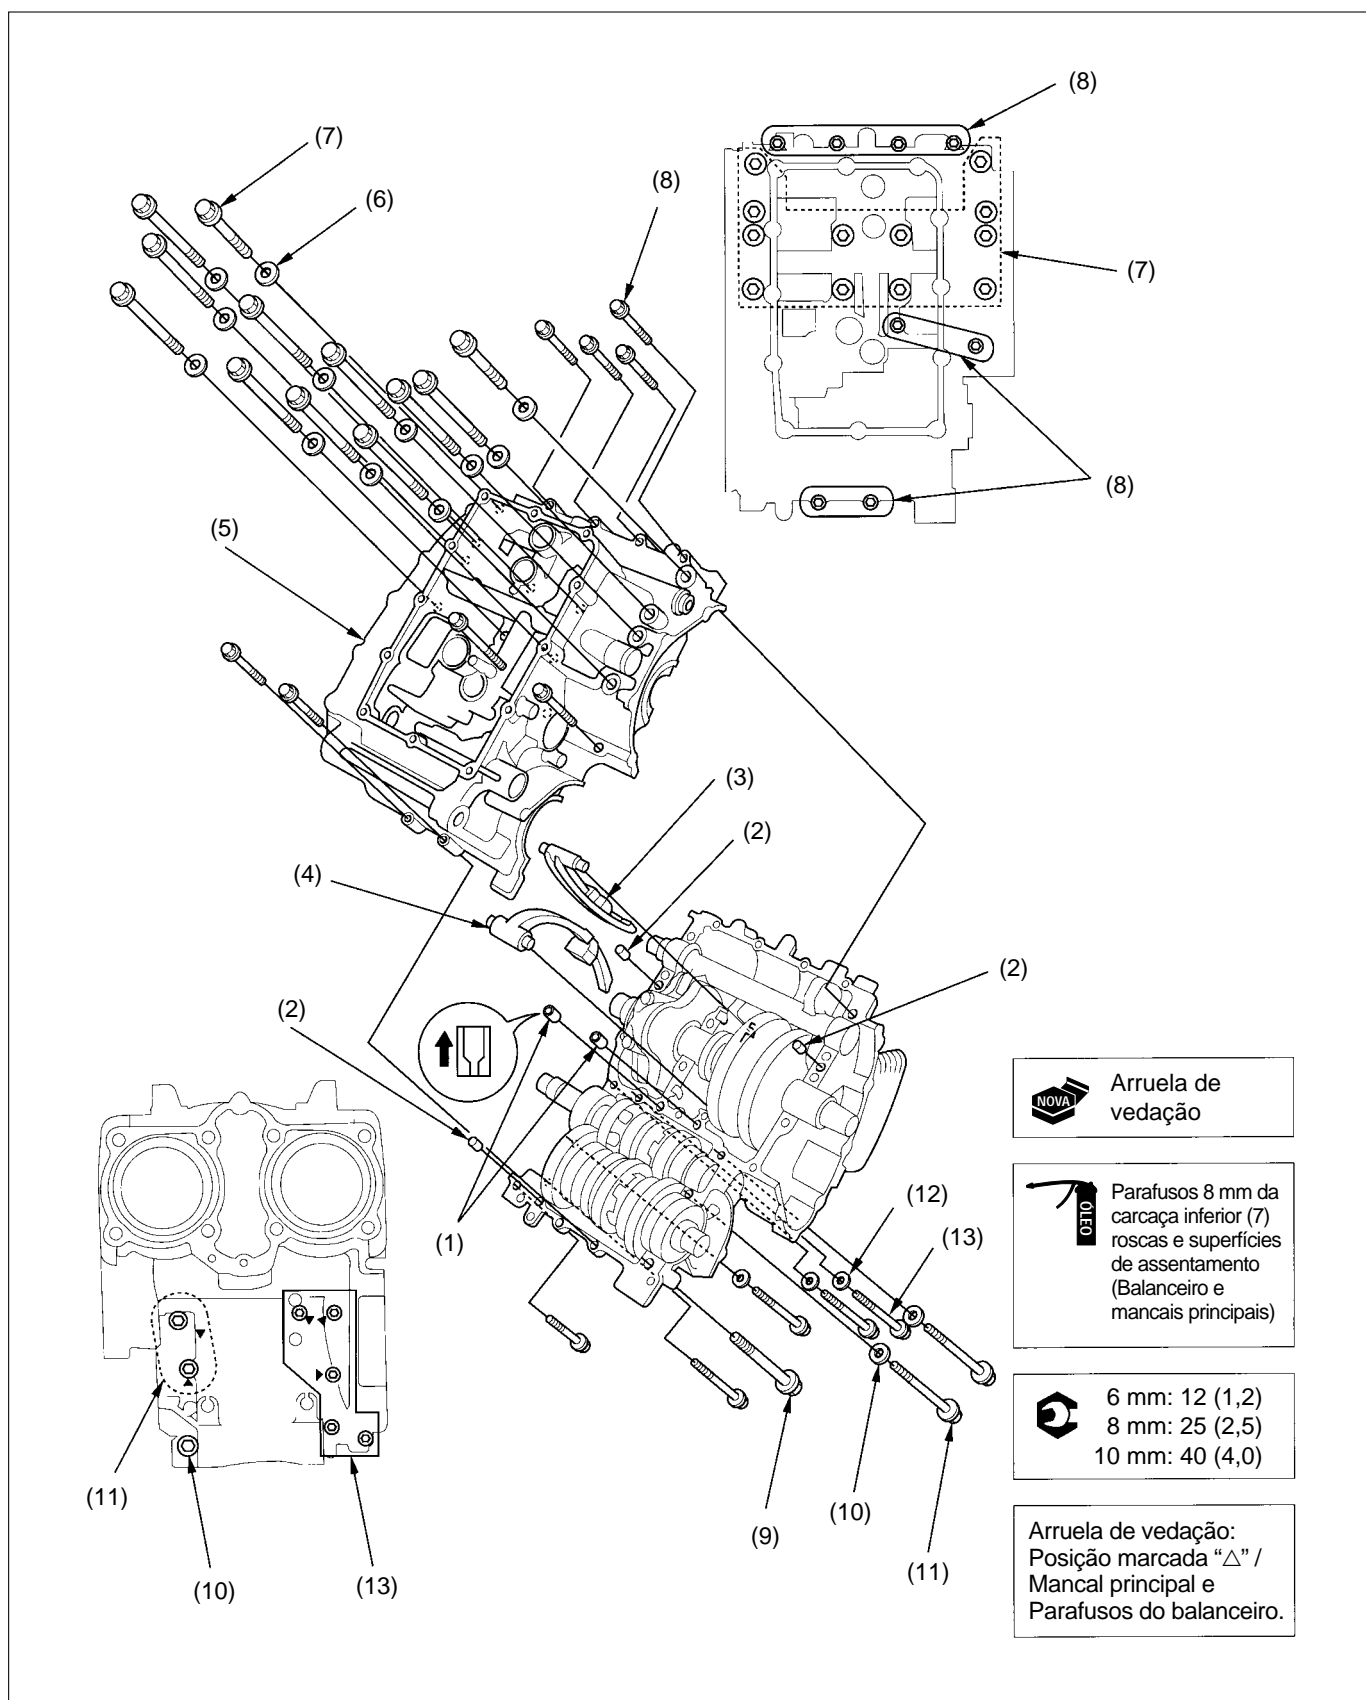 (8)
(7)
(6)
(8)
(7)
(8)
(5)
(3)
(2)
(4)
(2)
(2)
(1)
(12)
(13)
(11)
(10)
(13)
(9)
(10)
(11)
NOVA
Arruela de
vedação
ÓLEO
Parafusos 8 mm da
carcaça inferior (7)
roscas e superfícies
de assentamento
(Balanceiro e
mancais principais)
6 mm: 12 (1,2)
8 mm: 25 (2,5)
10 mm: 40 (4,0)
Arruela de vedação:
Posição marcada “△” /
Mancal principal e
Parafusos do balanceiro.